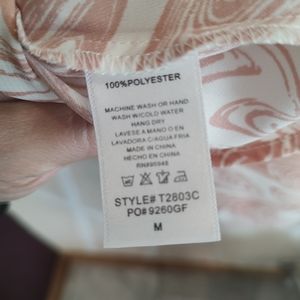 100%POLYESTER
MACHINE WASH OR HAND
WASH W/COLD WATER
HANG DRY
LAVESE A MANO O EN
LAVADORA C/AGUA FRIA
MADE IN CHINA
HECHO EN CHINA
STYLE# T2803C
PO# 9260GF
M